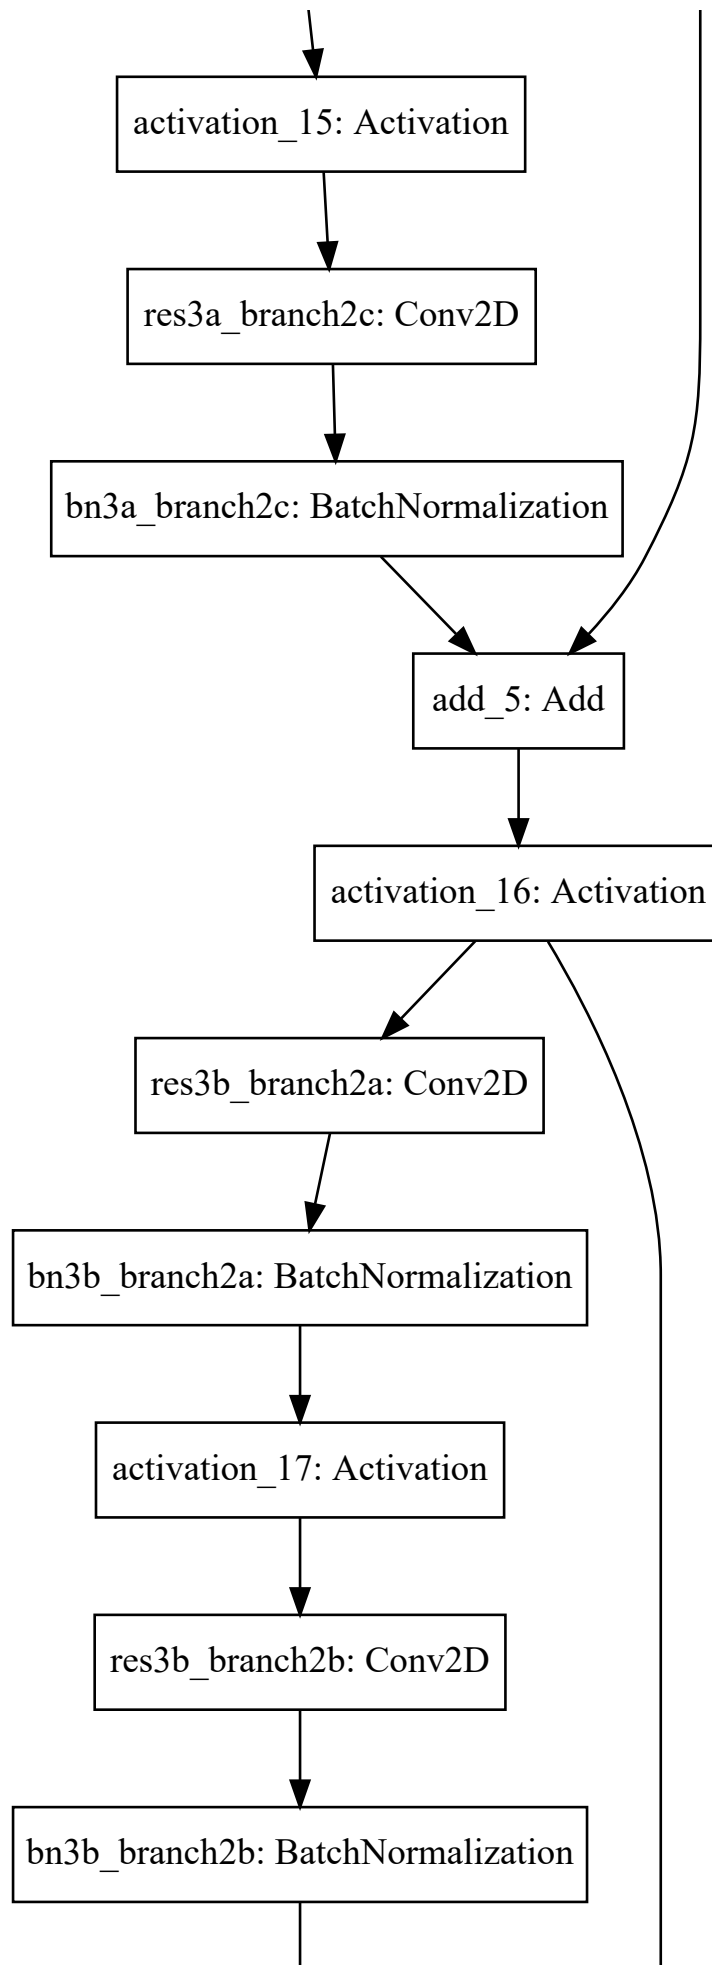 activation_15: Activation
res3a_branch2c: Conv2D
bn3a_branch2c: BatchNormalization
add_5: Add
activation_16: Activation
res3b_branch2a: Conv2D
bn3b_branch2a: BatchNormalization
activation_17: Activation
res3b_branch2b: Conv2D
bn3b_branch2b: BatchNormalization